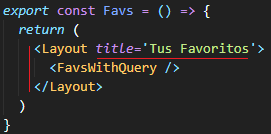 export const Favs = () => {
  return (
    <Layout title='Tus Favoritos'>
      <FavsWithQuery />
    </Layout>
  )
}